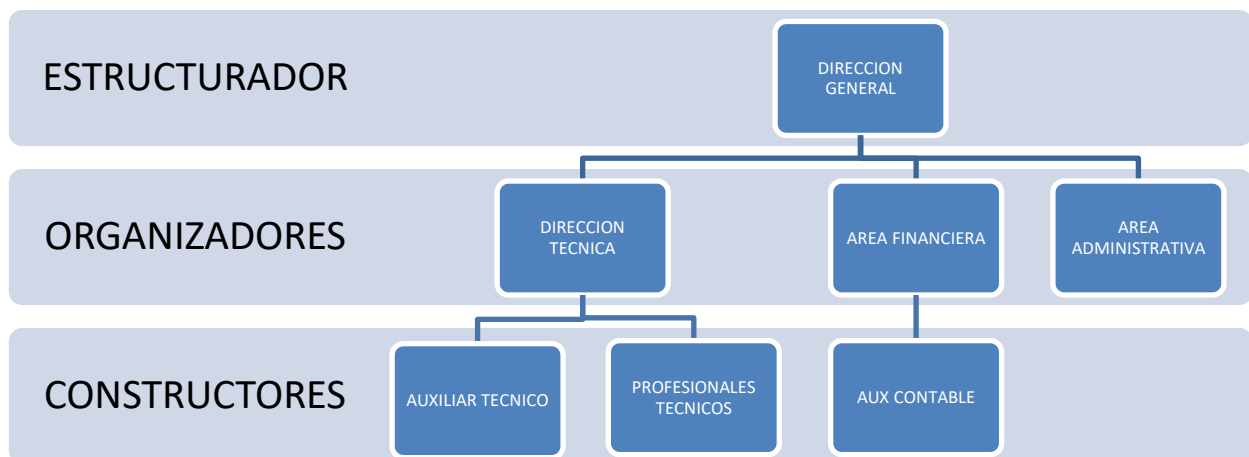 ESTRUCTURADOR
DIRECCION
GENERAL
ORGANIZADORES
DIRECCION
TECNICA
AREA FINANCIERA
AREA
ADMINISTRATIVA
CONSTRUCTORES
AUXILIAR TECNICO
PROFESIONALES
TECNICOS
AUX CONTABLE